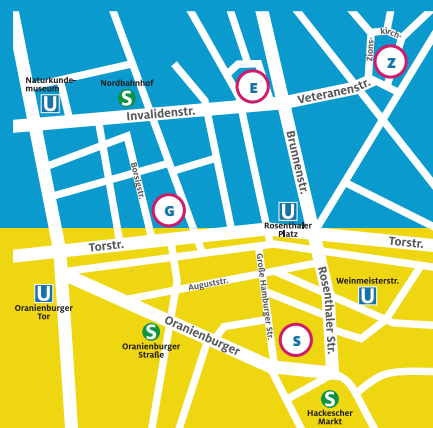 Zions-
kirch-
Z
Naturkunde-
museum
U
Nordbahnhof
S
E
Invalidenstr.
Veteranenstr.
Brunnenstr.
Borsigstr.
G
U
Rosenthaler
Platz
Torstr.
Torstr.
Auguststr.
Große Hamburger Str.
Rosenthaler Str.
Weinmeisterstr.
U
U
Oranienburger
Tor
Oranienburger
S
Oranienburger
Straße
S
S
Hackescher
Markt